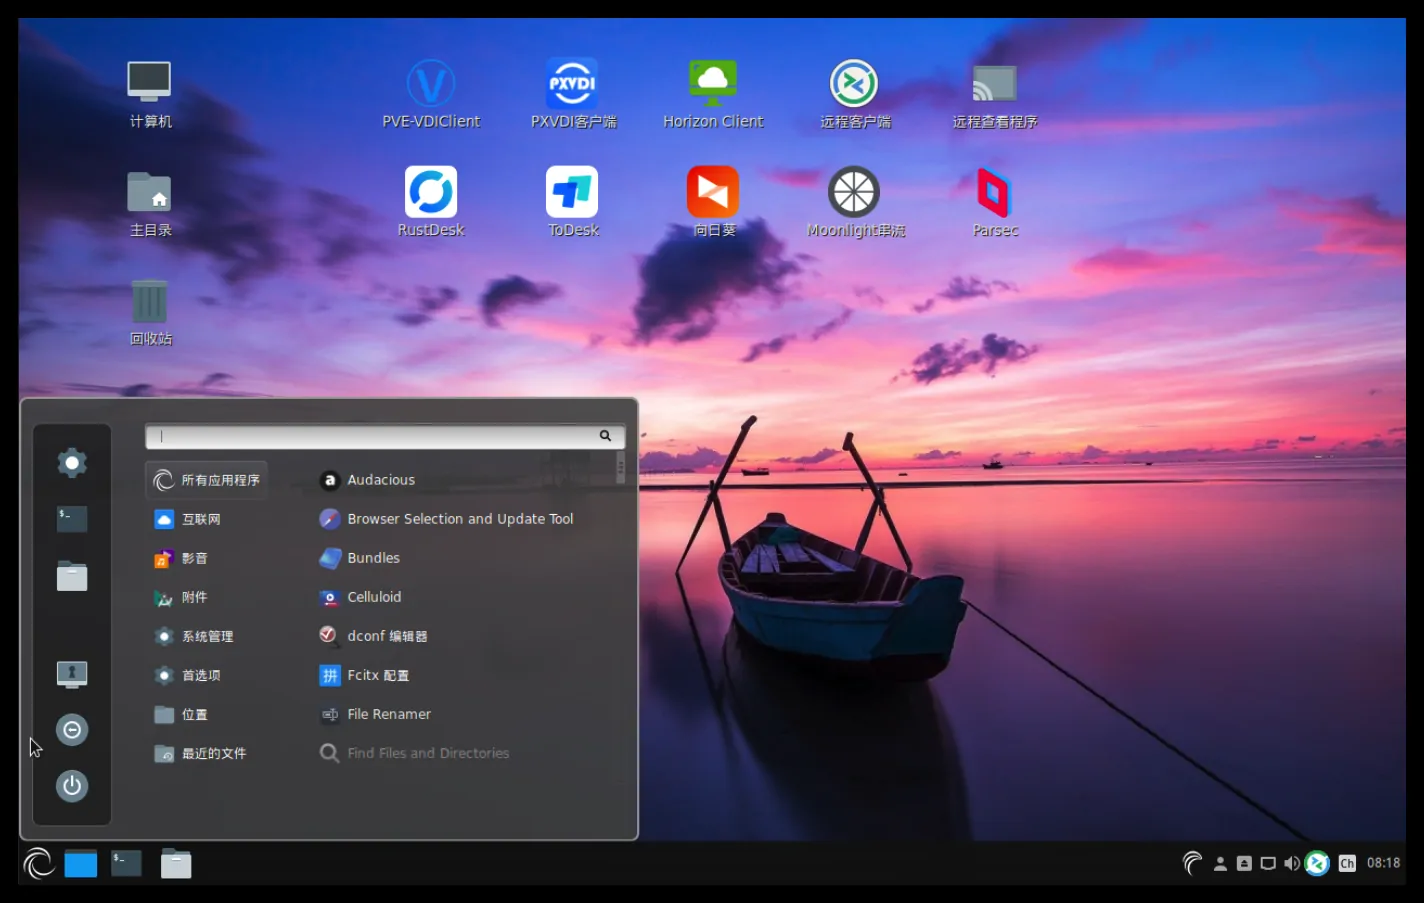 计算机
PVE-VDIClient
PXVDI
PXVDI客户端
Horizon Client
远程客户端
远程查看程序
主目录
RustDesk
ToDesk
向日葵
Moonlight串流
Parsec
回收站
所有应用程序
互联网
影音
附件
系统管理
首选项
位置
最近的文件
a Audacious
Browser Selection and Update Tool
Bundles
Celluloid
dconf 编辑器
拼 Fcitx 配置
File Renamer
Find Files and Directories
$_
$_
Ch
08:18